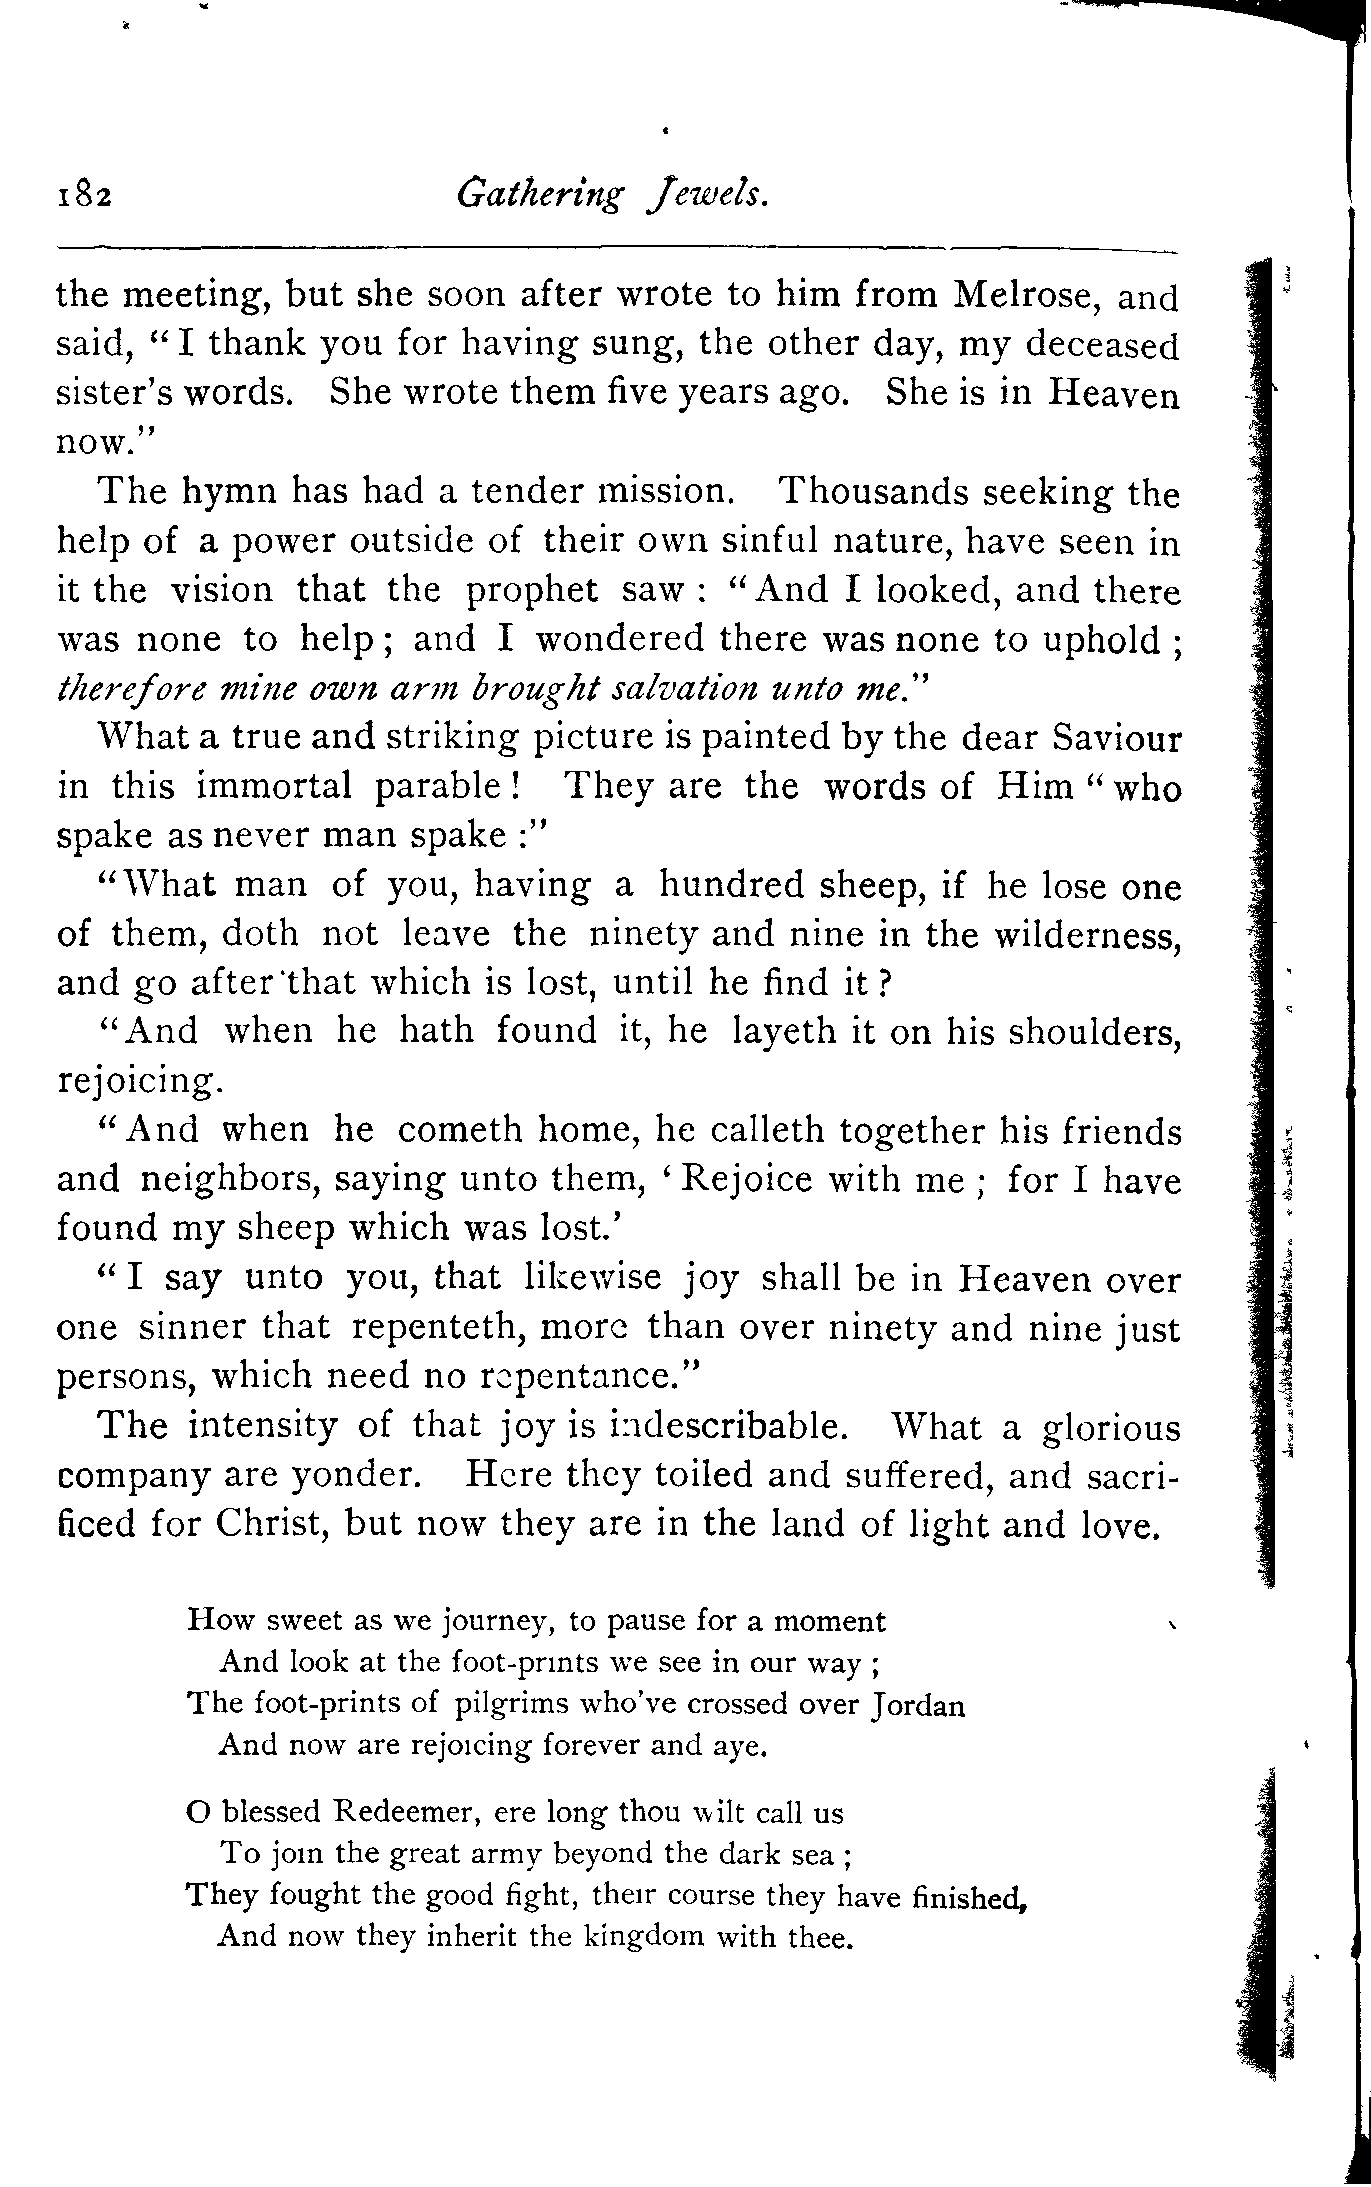 182 Gathering Jewels.
the meeting, but she soon after wrote to him from Melrose, and
said, "I thank you for having sung, the other day, my deceased
sister's words. She wrote them five years ago. She is in Heaven
now."
The hymn has had a tender mission. Thousands seeking the
help of a power outside of their own sinful nature, have seen in
it the vision that the prophet saw : "And I looked, and there
was none to help ; and I wondered there was none to uphold ;
therefore mine own arm brought salvation unto me."
What a true and striking picture is painted by the dear Saviour
in this immortal parable ! They are the words of Him "who
spake as never man spake :"
"What man of you, having a hundred sheep, if he lose one
of them, doth not leave the ninety and nine in the wilderness,
and go after that which is lost, until he find it ?
"And when he hath found it, he layeth it on his shoulders,
rejoicing.
"And when he cometh home, he calleth together his friends
and neighbors, saying unto them, 'Rejoice with me ; for I have
found my sheep which was lost.'
"I say unto you, that likewise joy shall be in Heaven over
one sinner that repenteth, more than over ninety and nine just
persons, which need no repentance."
The intensity of that joy is indescribable. What a glorious
company are yonder. Here they toiled and suffered, and sacri-
ficed for Christ, but now they are in the land of light and love.
How sweet as we journey, to pause for a moment
And look at the foot-prints we see in our way ;
The foot-prints of pilgrims who've crossed over Jordan
And now are rejoicing forever and aye.
O blessed Redeemer, ere long thou wilt call us
To join the great army beyond the dark sea ;
They fought the good fight, their course they have finished,
And now they inherit the kingdom with thee.